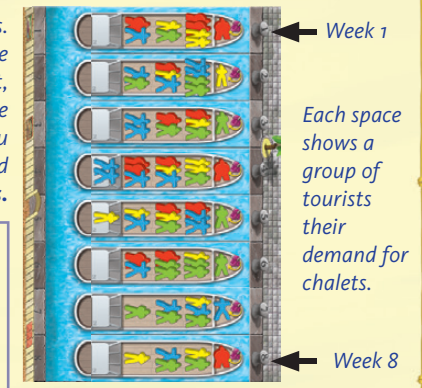 s.
e
t,
e
u
d
s.
Week 1
Each space
shows a
group of
tourists
their
demand for
chalets.
Week 8